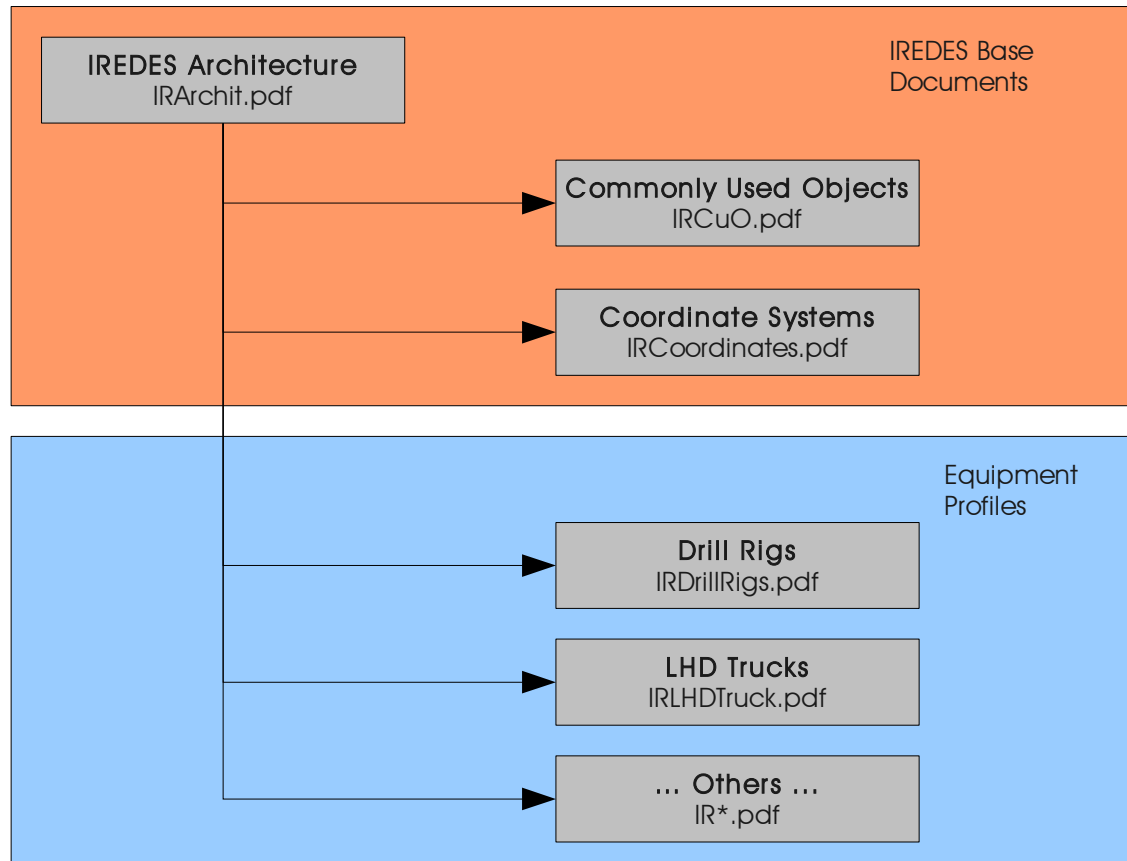 IREDES Architecture
IRArchit.pdf
IREDES Base
Documents
Commonly Used Objects
IRCuO.pdf
Coordinate Systems
IRCoordinates.pdf
Equipment
Profiles
Drill Rigs
IRDrillRigs.pdf
LHD Trucks
IRLHDTruck.pdf
... Others ...
IR*.pdf